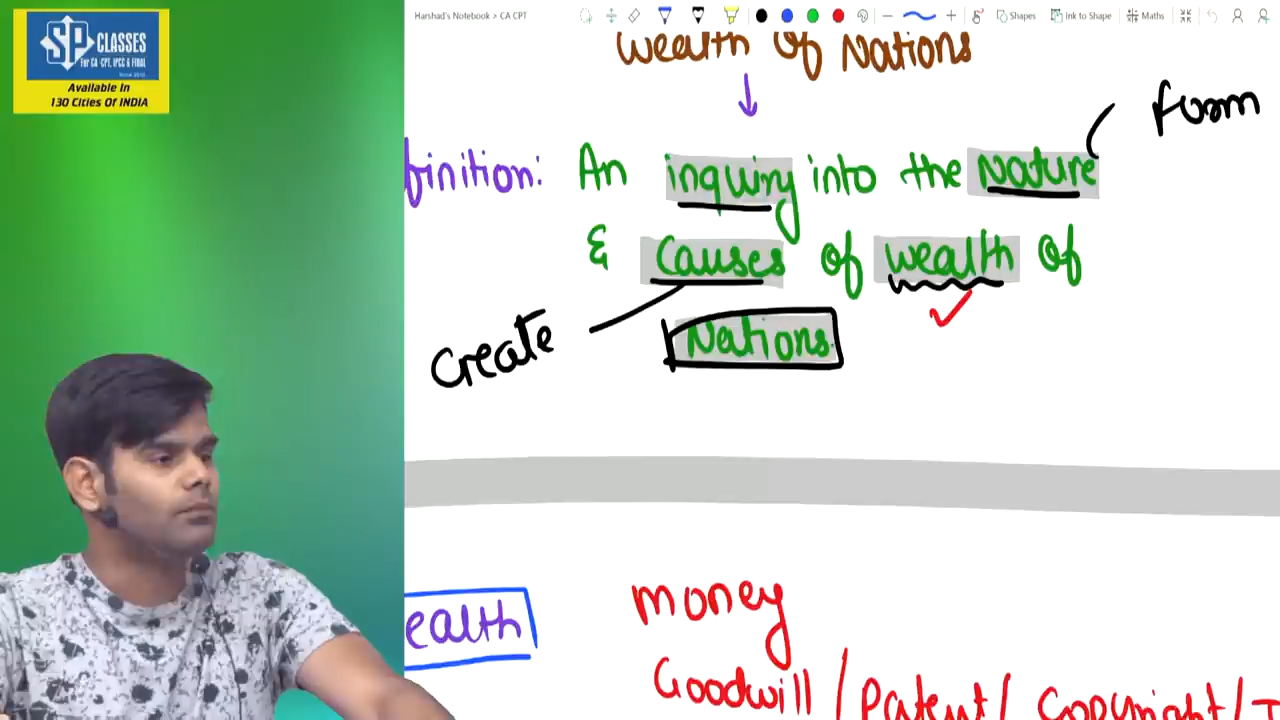 SP CLASSES
For CA-CPT, IPCC & FINAL
Available In
130 Cities Of INDIA
Harshad's Notebook > CA CPT
Shapes
Ink to Shape
Maths
Wealth Of Nations
finition: An inquiry into the Nature
form
& causes of wealth of
Create
Nations
ealth
money
Goodwill / Patent / Copyright / T